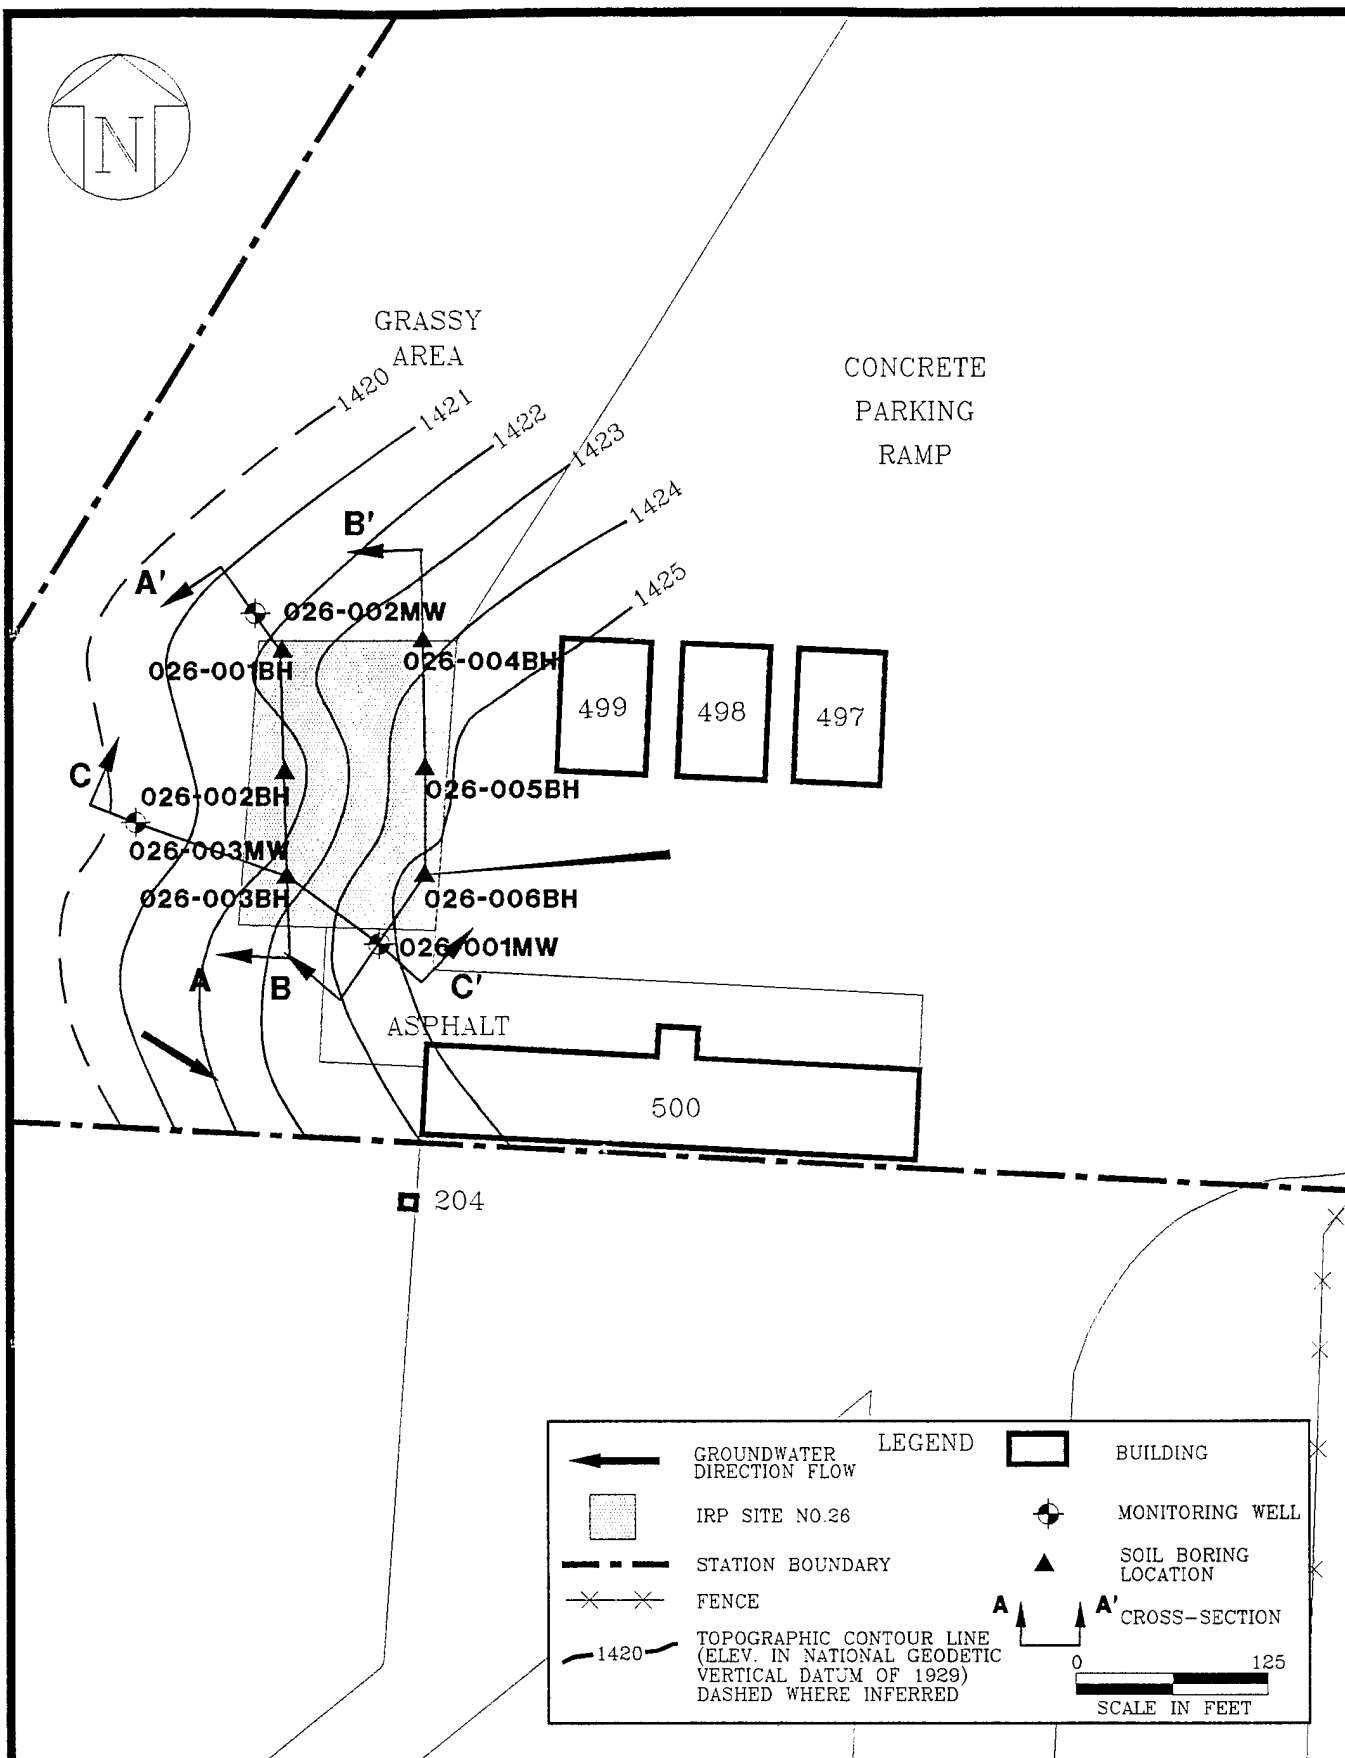 N
GRASSY
AREA
CONCRETE
PARKING
RAMP
1420
1421
1422
1423
1424
1425
B'
A'
026-002MW
026-001BH
026-004BH
499
498
497
C
026-002BH
026-005BH
026-003MW
026-003BH
026-006BH
026-001MW
A
B
C'
ASPHALT
500
204
LEGEND
GROUNDWATER
DIRECTION FLOW
IRP SITE NO.26
STATION BOUNDARY
FENCE
1420
TOPOGRAPHIC CONTOUR LINE
(ELEV. IN NATIONAL GEODETIC
VERTICAL DATUM OF 1929)
DASHED WHERE INFERRED
BUILDING
MONITORING WELL
SOIL BORING
LOCATION
A A' CROSS-SECTION
0 125
SCALE IN FEET